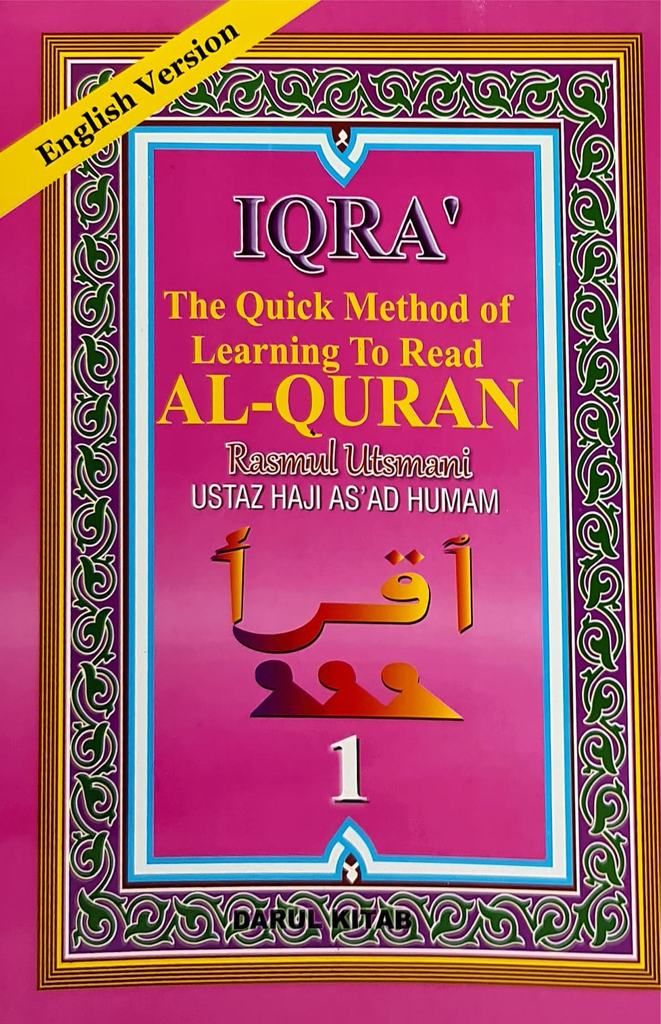 English Version
IQRA'
The Quick Method of
Learning To Read
AL-QURAN
Rasmul Utsmani
USTAZ HAJI AS'AD HUMAM
أقرأ
1
DARUL KITAB